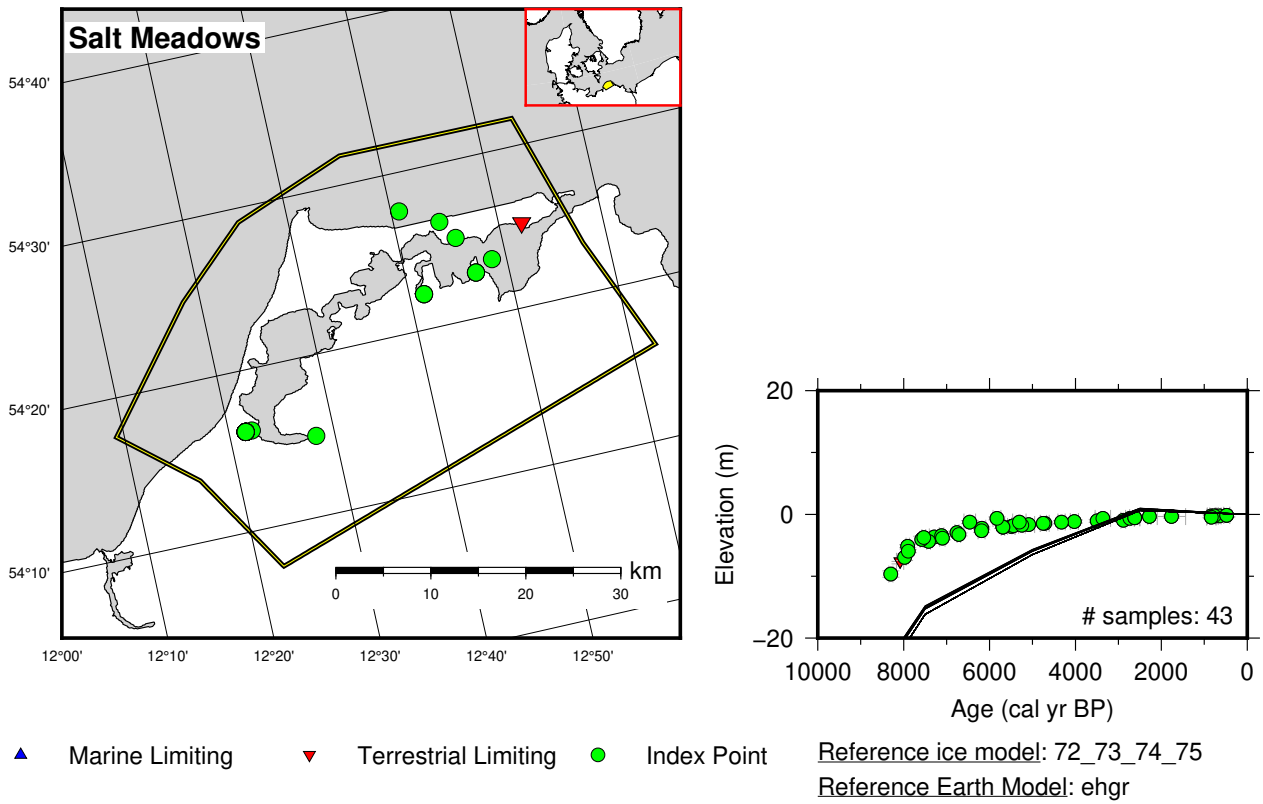 Salt Meadows
54°40'
54°30'
54°20'
54°10'
12°00'
12°10'
12°20'
12°30'
12°40'
12°50'
km
0
10
20
30
20
0
−20
Elevation (m)
# samples: 43
10000
8000
6000
4000
2000
0
Age (cal yr BP)
Marine Limiting
Terrestrial Limiting
Index Point
Reference ice model: 72_73_74_75
Reference Earth Model: ehgr